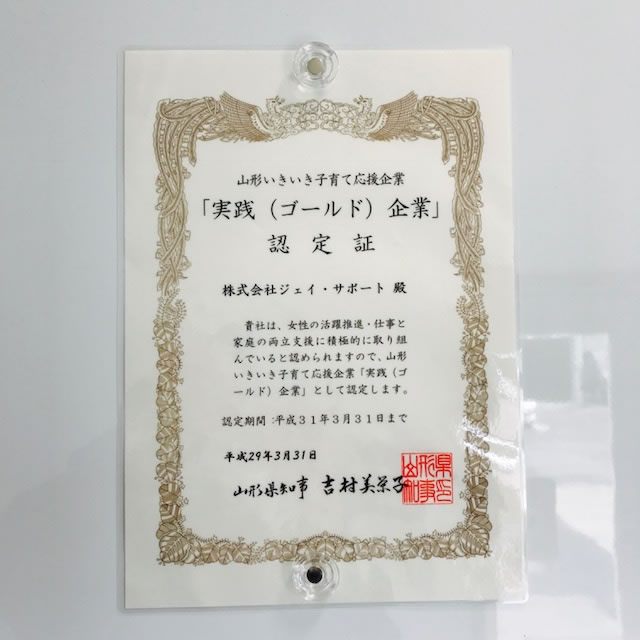 山形いきいき子育て応援企業
「実践（ゴールド）企業」
認定証
株式会社ジェイ・サポート 殿
貴社は、女性の活躍推進・仕事と
家庭の両立支援に積極的に取り組
んでいると認められますので、山形
いきいき子育て応援企業「実践（ゴ
ールド）企業」として認定します。
認定期間：平成３１年３月３１日まで
平成29年3月31日
山形県知事 吉村美栄子
山形県知事印